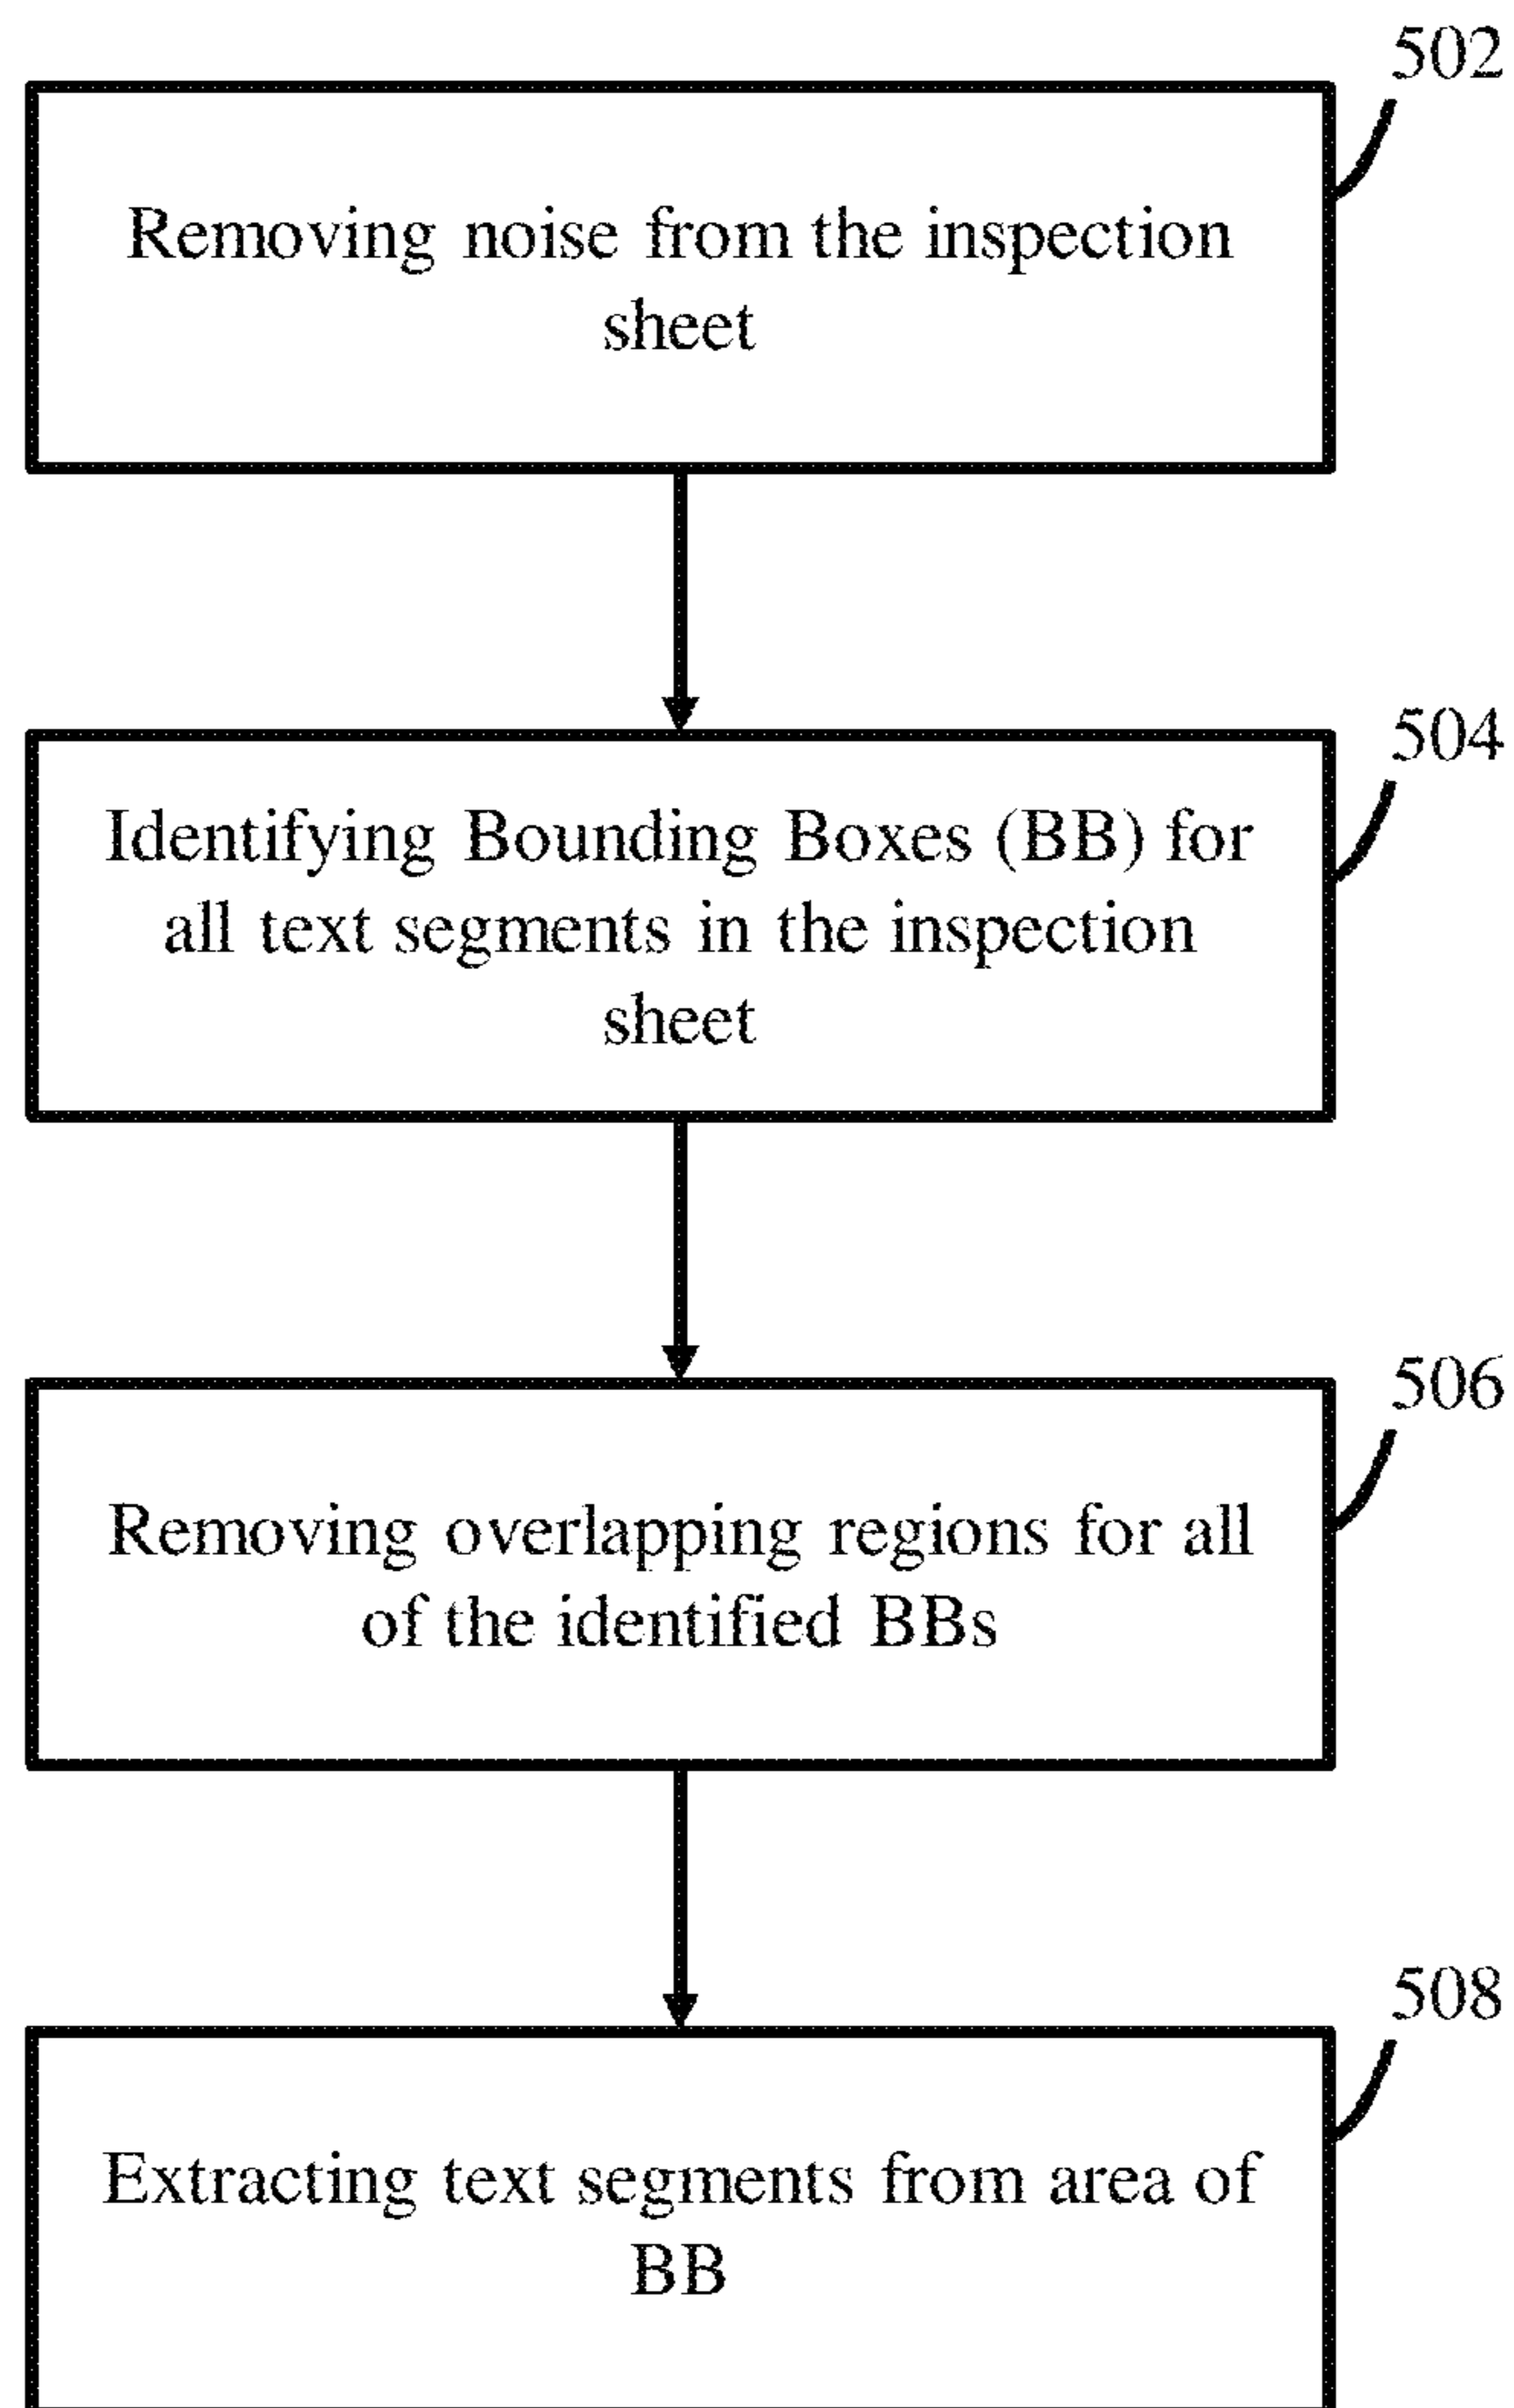 502
Removing noise from the inspection
sheet
504
Identifying Bounding Boxes (BB) for
all text segments in the inspection
sheet
506
Removing overlapping regions for all
of the identified BBs
508
Extracting text segments from area of
BB